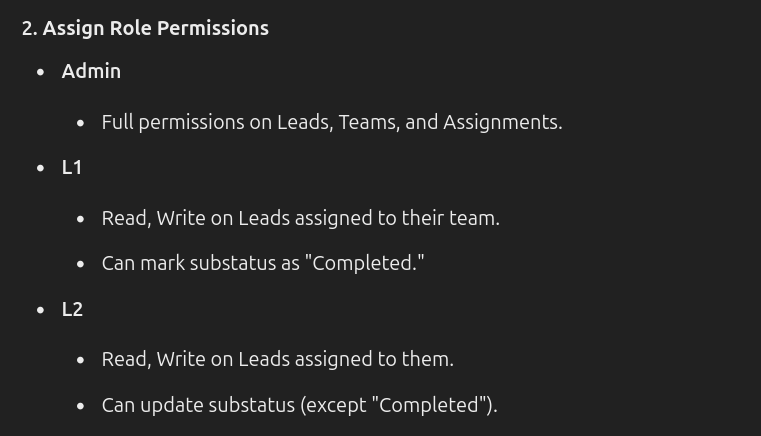 2. Assign Role Permissions
• Admin
• Full permissions on Leads, Teams, and Assignments.
• L1
• Read, Write on Leads assigned to their team.
• Can mark substatus as "Completed."
• L2
• Read, Write on Leads assigned to them.
• Can update substatus (except "Completed").